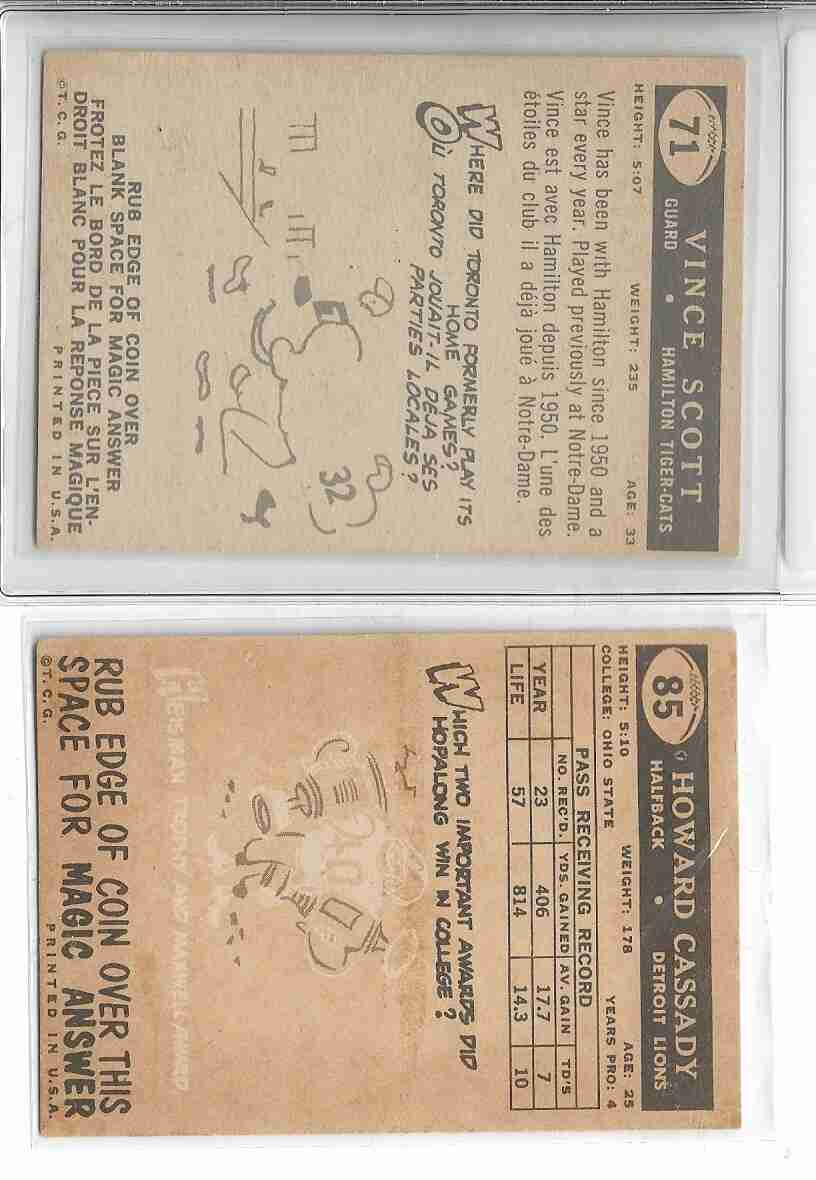 71
VINCE SCOTT
GUARD • HAMILTON TIGER-CATS
HEIGHT: 5:07 WEIGHT: 235 AGE: 33
Vince has been with Hamilton since 1950 and a
star every year. Played previously at Notre-Dame.
Vince est avec Hamilton depuis 1950. L'une des
étoiles du club il a déjà joué à Notre-Dame.
WHERE DID TORONTO FORMERLY PLAY ITS
HOME GAMES?
OÙ TORONTO JOUAIT-IL DEJA SES
PARTIES LOCALES?
32
RUB EDGE OF COIN OVER
BLANK SPACE FOR MAGIC ANSWER
FROTEZ LE BORD DE LA PIECE SUR L'EN-
DROIT BLANC POUR LA REPONSE MAGIQUE
©T.C.G. PRINTED IN U.S.A.
85
HOWARD CASSADY
HALFBACK • DETROIT LIONS
HEIGHT: 5:10 WEIGHT: 178 AGE: 25
COLLEGE: OHIO STATE YEARS PRO: 4
PASS RECEIVING RECORD
NO. REC'D. YDS. GAINED AV. GAIN TD'S
YEAR 23 406 17.7 7
LIFE 57 814 14.3 10
WHICH TWO IMPORTANT AWARDS DID
HOPALONG WIN IN COLLEGE?
HEISMAN TROPHY AND MAXWELL AWARD
RUB EDGE OF COIN OVER THIS
SPACE FOR MAGIC ANSWER
©T.C.G. PRINTED IN U.S.A.